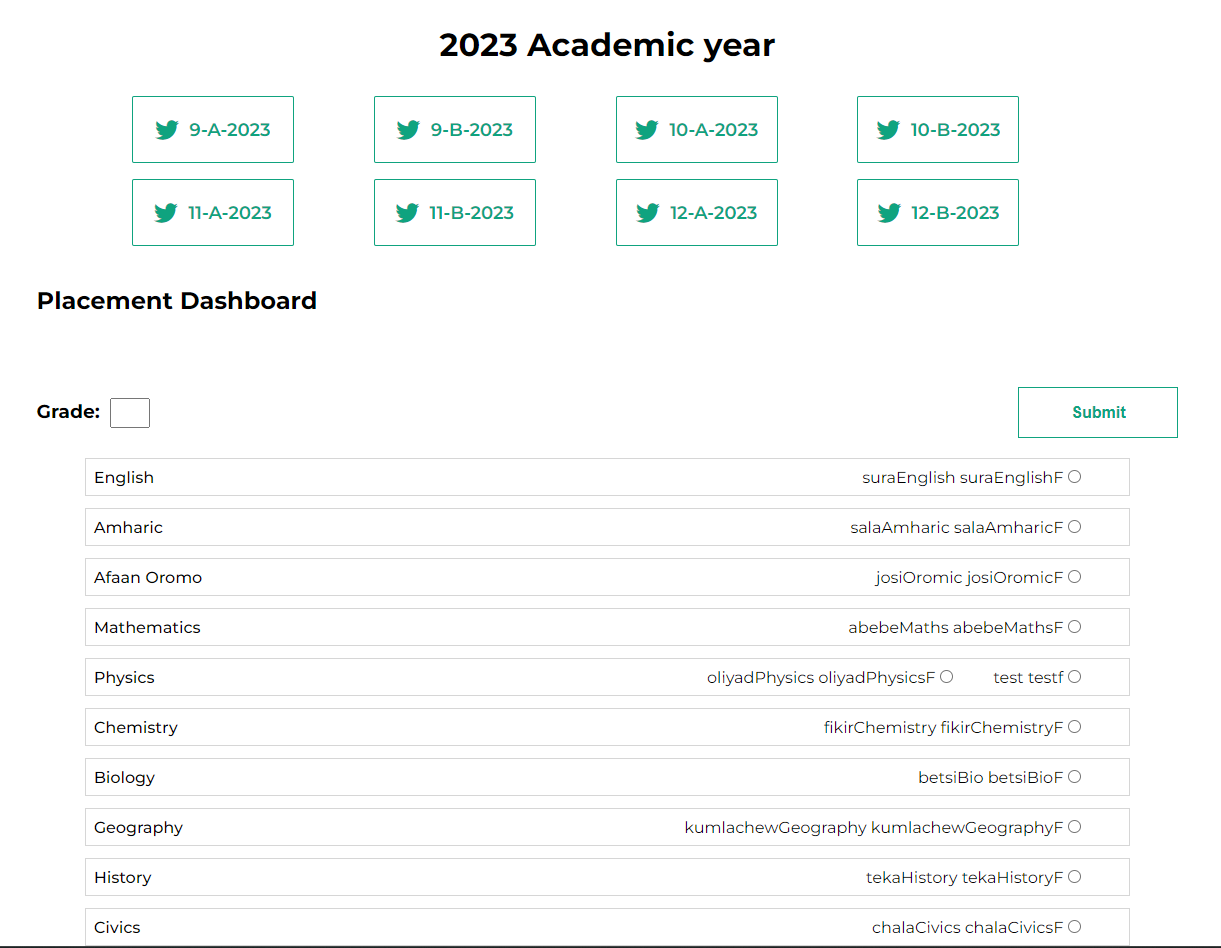 2023 Academic year
9-A-2023 9-B-2023 10-A-2023 10-B-2023
11-A-2023 11-B-2023 12-A-2023 12-B-2023
Placement Dashboard
Grade: Submit
English suraEnglish suraEnglishF
Amharic salaAmharic salaAmharicF
Afaan Oromo josiOromic josiOromicF
Mathematics abebeMaths abebeMathsF
Physics oliyadPhysics oliyadPhysicsF test testf
Chemistry fikirChemistry fikirChemistryF
Biology betsiBio betsiBioF
Geography kumlachewGeography kumlachewGeographyF
History tekaHistory tekaHistoryF
Civics chalaCivics chalaCivicsF